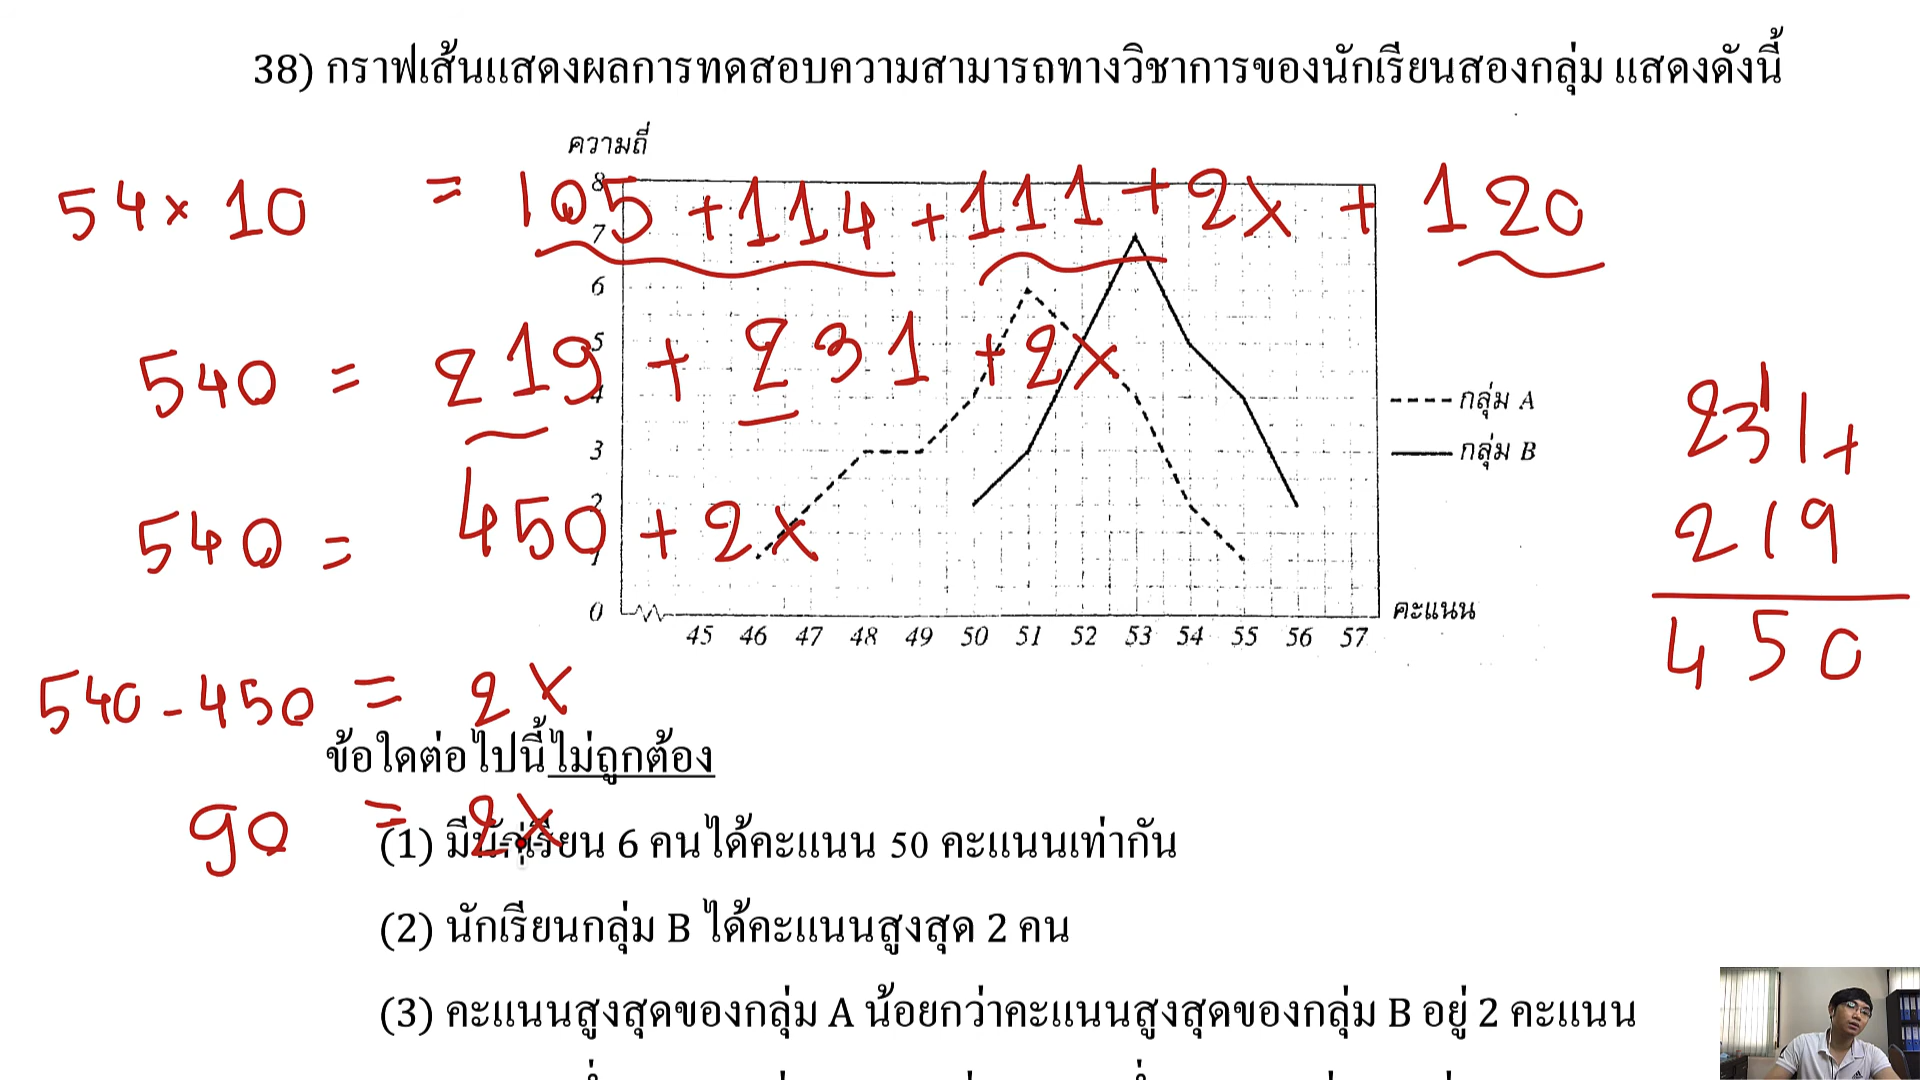 38) กราฟเส้นแสดงผลการทดสอบความสามารถทางวิชาการของนักเรียนสองกลุ่ม แสดงดังนี้
ความถี่
54 × 10 = 105 + 114 + 111 + 2x + 120
8
7
6
5
540 = 219 + 231 + 2x
4
กลุ่ม A
กลุ่ม B
3
2
540 = 450 + 2x
1
0
คะแนน
45 46 47 48 49 50 51 52 53 54 55 56 57
231 +
219
450
540 - 450 = 2x
ข้อใดต่อไปนี้ไม่ถูกต้อง
90 = 2x
(1) มีนักเรียน 6 คนได้คะแนน 50 คะแนนเท่ากัน
(2) นักเรียนกลุ่ม B ได้คะแนนสูงสุด 2 คน
(3) คะแนนสูงสุดของกลุ่ม A น้อยกว่าคะแนนสูงสุดของกลุ่ม B อยู่ 2 คะแนน